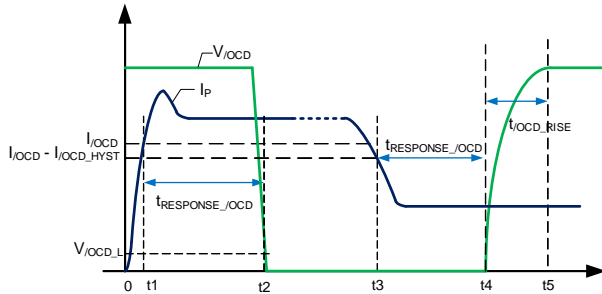 V/OCD
IP
I/OCD
I/OCD - I/OCD_HYST
tRESPONSE_/OCD
t/OCD_RISE
tRESPONSE_/OCD
V/OCD_L
0 t1 t2 t3 t4 t5